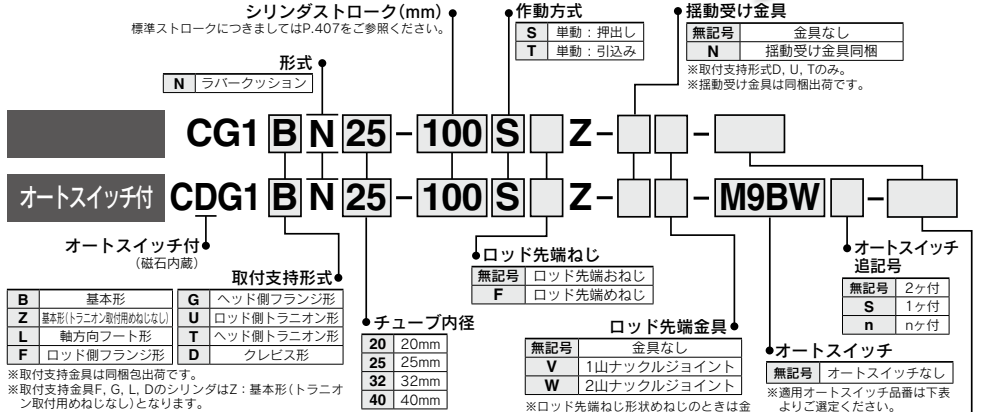 シリンダストローク(mm)
標準ストロークにつきましてはP.407をご参照ください。
形式
N ラバークッション
作動方式
S 単動：押出し
T 単動：引込み
揺動受け金具
無記号 金具なし
N 揺動受け金具同梱
※取付支持形式D, U, Tのみ。
※揺動受け金具は同梱出荷です。
CG1 B N 25-100 S Z- -
オートスイッチ付 CDG1 B N 25-100 S Z- - M9BW -
オートスイッチ付
(磁石内蔵)
取付支持形式
B 基本形 G ヘッド側フランジ形
Z 基本形(トラニオン取付用めねじなし) U ロッド側トラニオン形
L 軸方向フート形 T ヘッド側トラニオン形
F ロッド側フランジ形 D クレビス形
※取付支持金具は同梱包出荷です。
※取付支持金具F, G, L, DのシリンダはZ：基本形(トラニオ
ン取付用めねじなし)となります。
チューブ内径
20 20mm
25 25mm
32 32mm
40 40mm
ロッド先端ねじ
無記号 ロッド先端おねじ
F ロッド先端めねじ
ロッド先端金具
無記号 金具なし
V 1山ナックルジョイント
W 2山ナックルジョイント
※ロッド先端ねじ形状めねじのときは金
オートスイッチ
追記号
無記号 2ヶ付
S 1ヶ付
n nヶ付
オートスイッチ
無記号 オートスイッチなし
※適用オートスイッチ品番は下表
よりご選定ください。